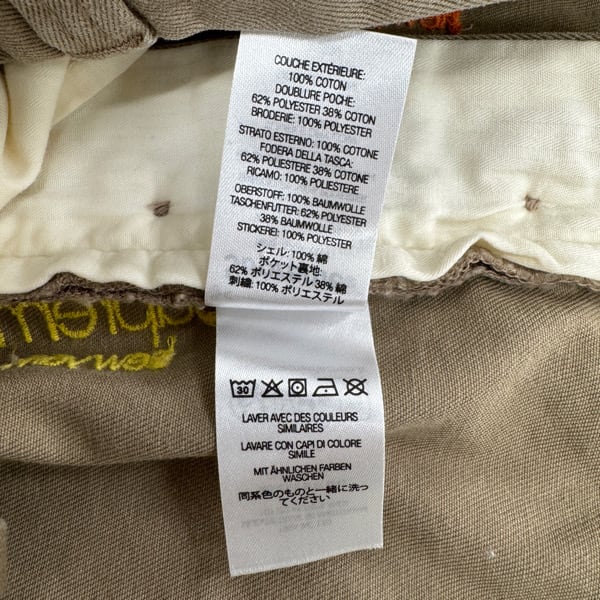 COUCHE EXTÉRIEURE:
100% COTON
DOUBLURE POCHE:
62% POLYESTER 38% COTON
BRODERIE: 100% POLYESTER
STRATO ESTERNO: 100% COTONE
FODERA DELLA TASCA:
62% POLIESTERE 38% COTONE
RICAMO: 100% POLIESTERE
OBERSTOFF: 100% BAUMWOLLE
TASCHENFUTTER: 62% POLYESTER
38% BAUMWOLLE
STICKEREI: 100% POLYESTER
シェル: 100% 綿
ポケット裏地:
62% ポリエステル 38% 綿
刺繍: 100% ポリエステル
30
LAVER AVEC DES COULEURS
SIMILAIRES
LAVARE CON CAPI DI COLORE
SIMILE
MIT ÄHNLICHEN FARBEN
WASCHEN
同系色のものと一緒に洗っ
てください